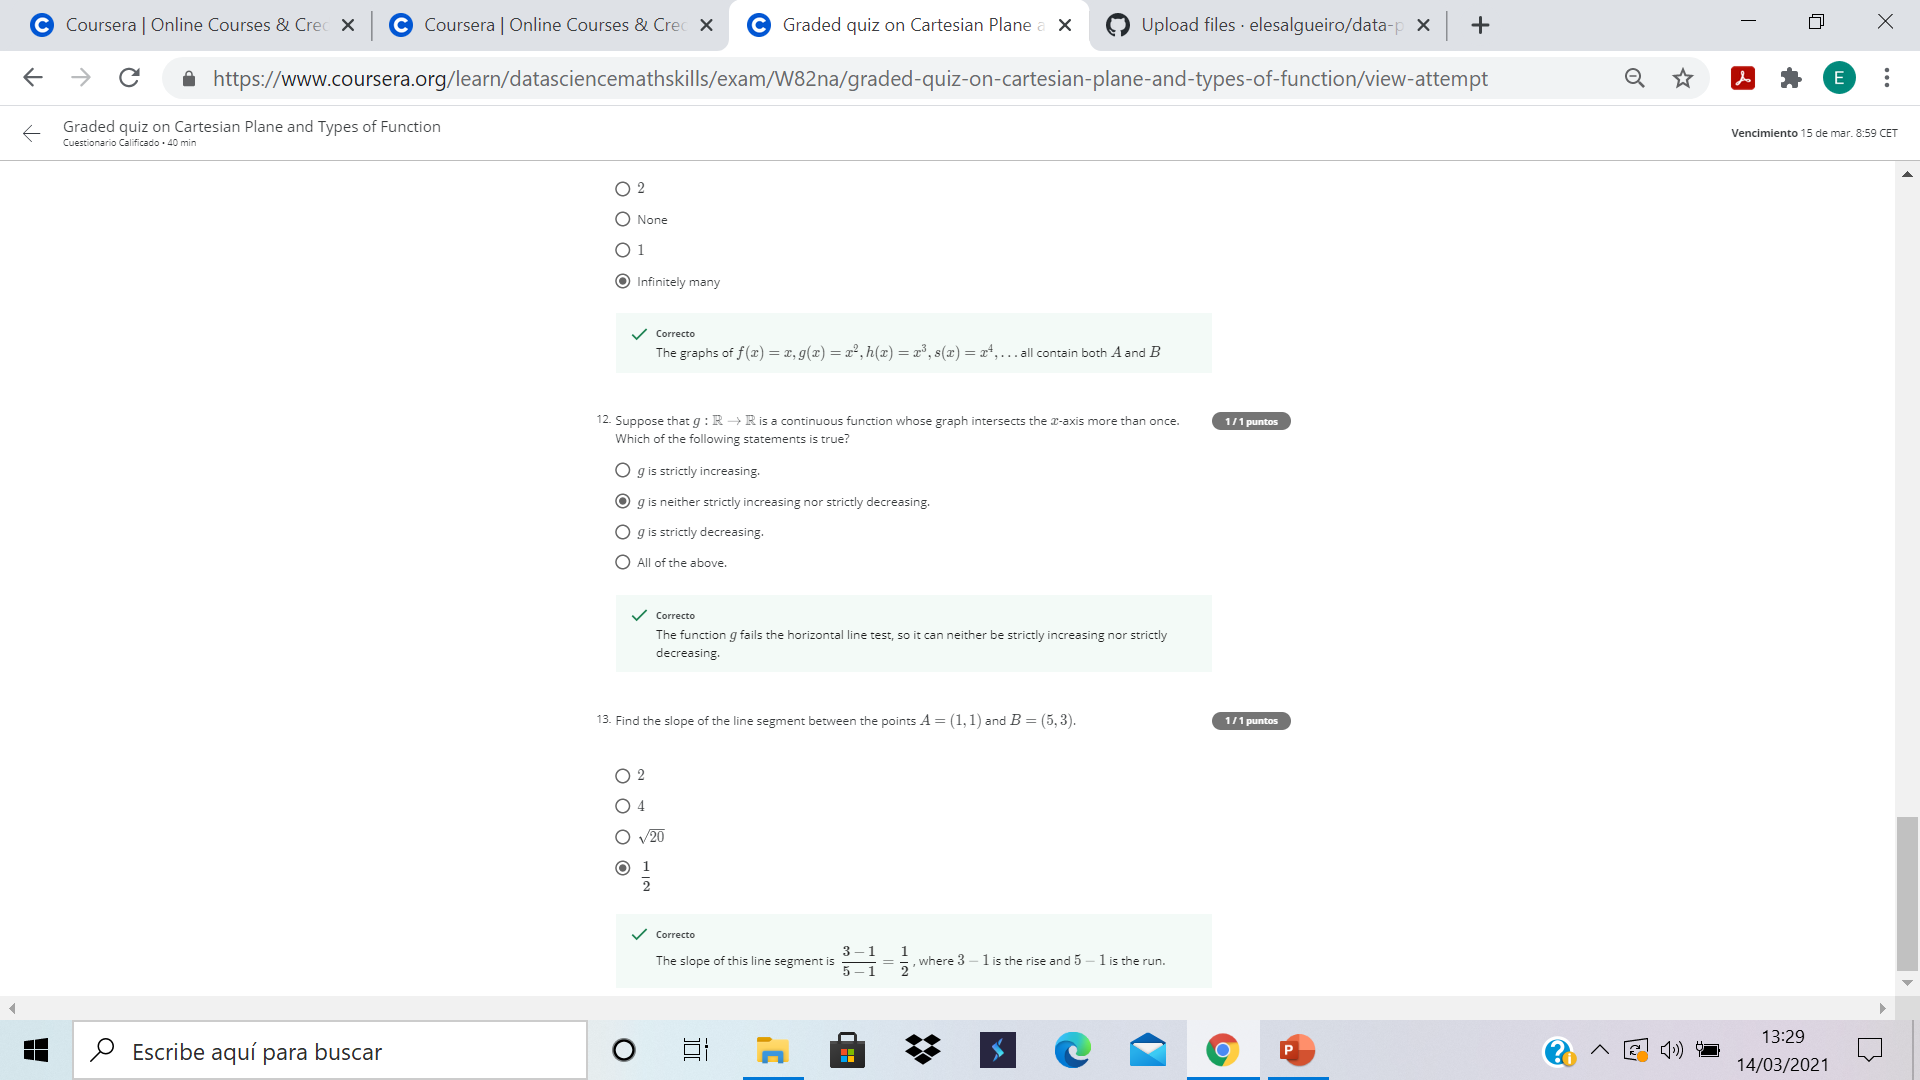 Coursera | Online Courses & Cre
Coursera | Online Courses & Cre
Graded quiz on Cartesian Plane a
Upload files · elesalgueiro/data-p
https://www.coursera.org/learn/datasciencemathskills/exam/W82na/graded-quiz-on-cartesian-plane-and-types-of-function/view-attempt
E
Graded quiz on Cartesian Plane and Types of Function
Cuestionario Calificado • 40 min
Vencimiento 15 de mar. 8:59 CET
2
None
1
Infinitely many
Correcto
The graphs of f(x) = x, g(x) = x², h(x) = x³, s(x) = x⁴, . . . all contain both A and B
12. Suppose that g : ℝ → ℝ is a continuous function whose graph intersects the x-axis more than once.
Which of the following statements is true?
1 / 1 puntos
g is strictly increasing.
g is neither strictly increasing nor strictly decreasing.
g is strictly decreasing.
All of the above.
Correcto
The function g fails the horizontal line test, so it can neither be strictly increasing nor strictly
decreasing.
13. Find the slope of the line segment between the points A = (1, 1) and B = (5, 3).
1 / 1 puntos
2
4
√20
1/2
Correcto
The slope of this line segment is (3 − 1)/(5 − 1) = 1/2, where 3 − 1 is the rise and 5 − 1 is the run.
Escribe aquí para buscar
13:29
14/03/2021